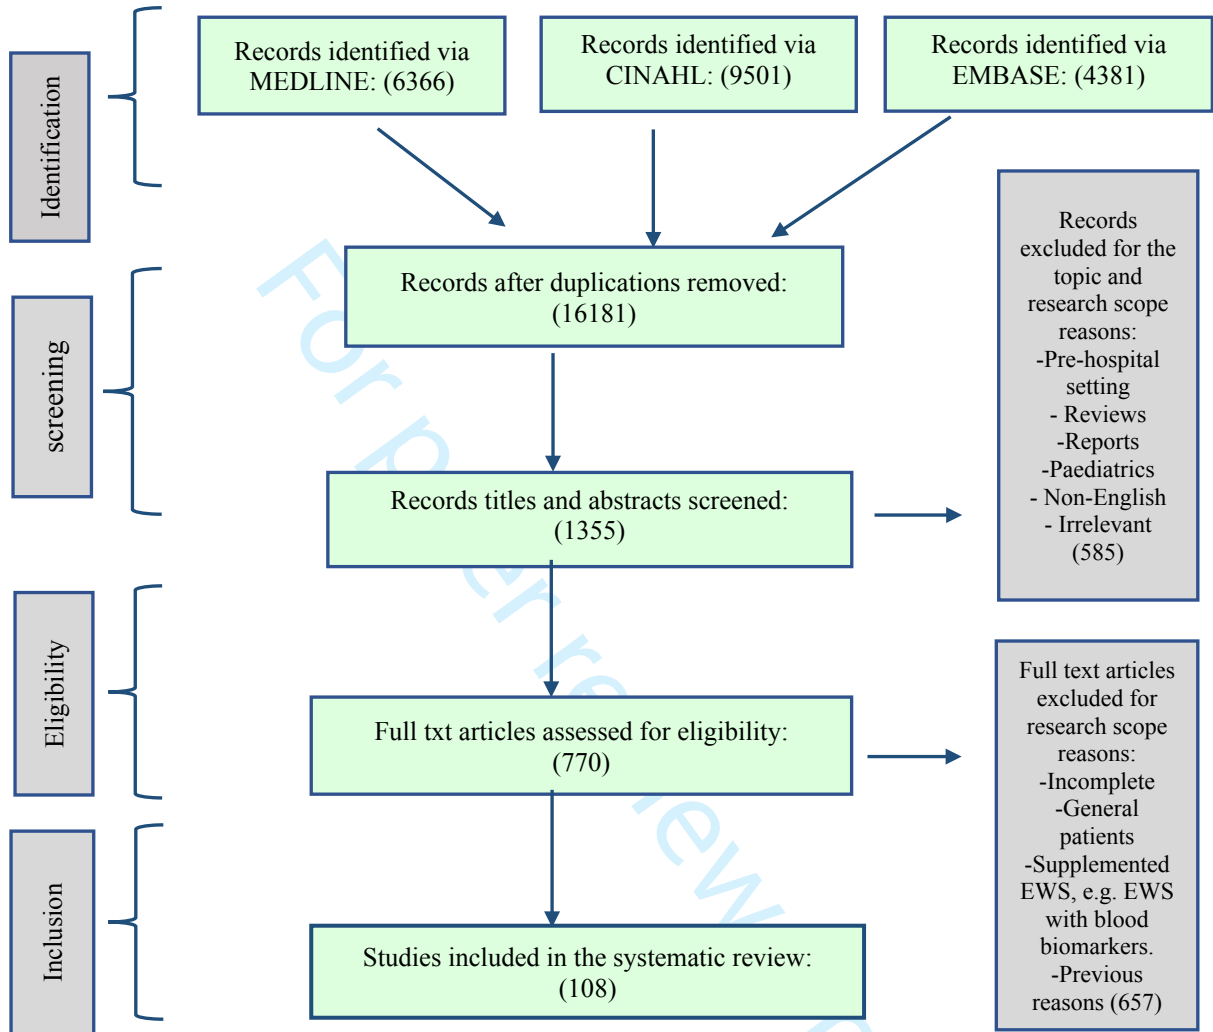 Identification
Records identified via
MEDLINE: (6366)
Records identified via
CINAHL: (9501)
Records identified via
EMBASE: (4381)
Records after duplications removed:
(16181)
screening
Records titles and abstracts screened:
(1355)
Records
excluded for the
topic and
research scope
reasons:
-Pre-hospital
setting
- Reviews
-Reports
-Paediatrics
- Non-English
- Irrelevant
(585)
Eligibility
Full txt articles assessed for eligibility:
(770)
Full text articles
excluded for
research scope
reasons:
-Incomplete
-General
patients
-Supplemented
EWS, e.g. EWS
with blood
biomarkers.
-Previous
reasons (657)
Inclusion
Studies included in the systematic review:
(108)
For peer review